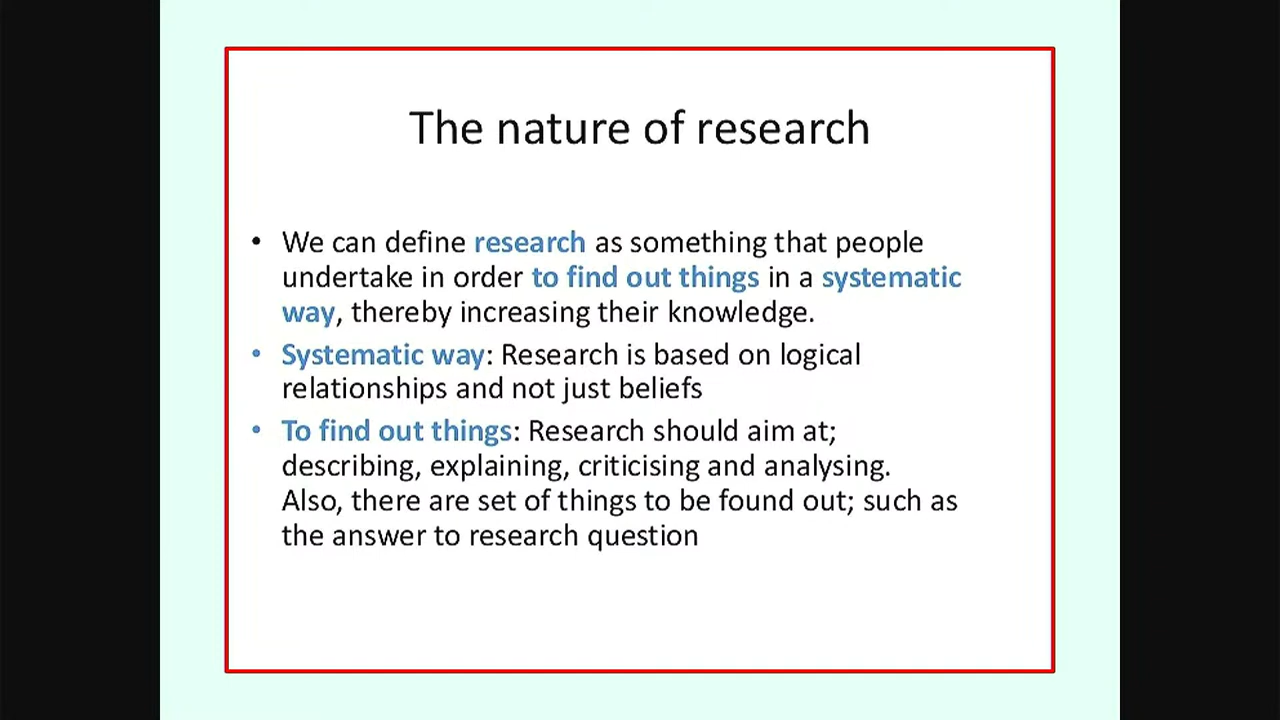 The nature of research
• We can define research as something that people
undertake in order to find out things in a systematic
way, thereby increasing their knowledge.
• Systematic way: Research is based on logical
relationships and not just beliefs
• To find out things: Research should aim at;
describing, explaining, criticising and analysing.
Also, there are set of things to be found out; such as
the answer to research question